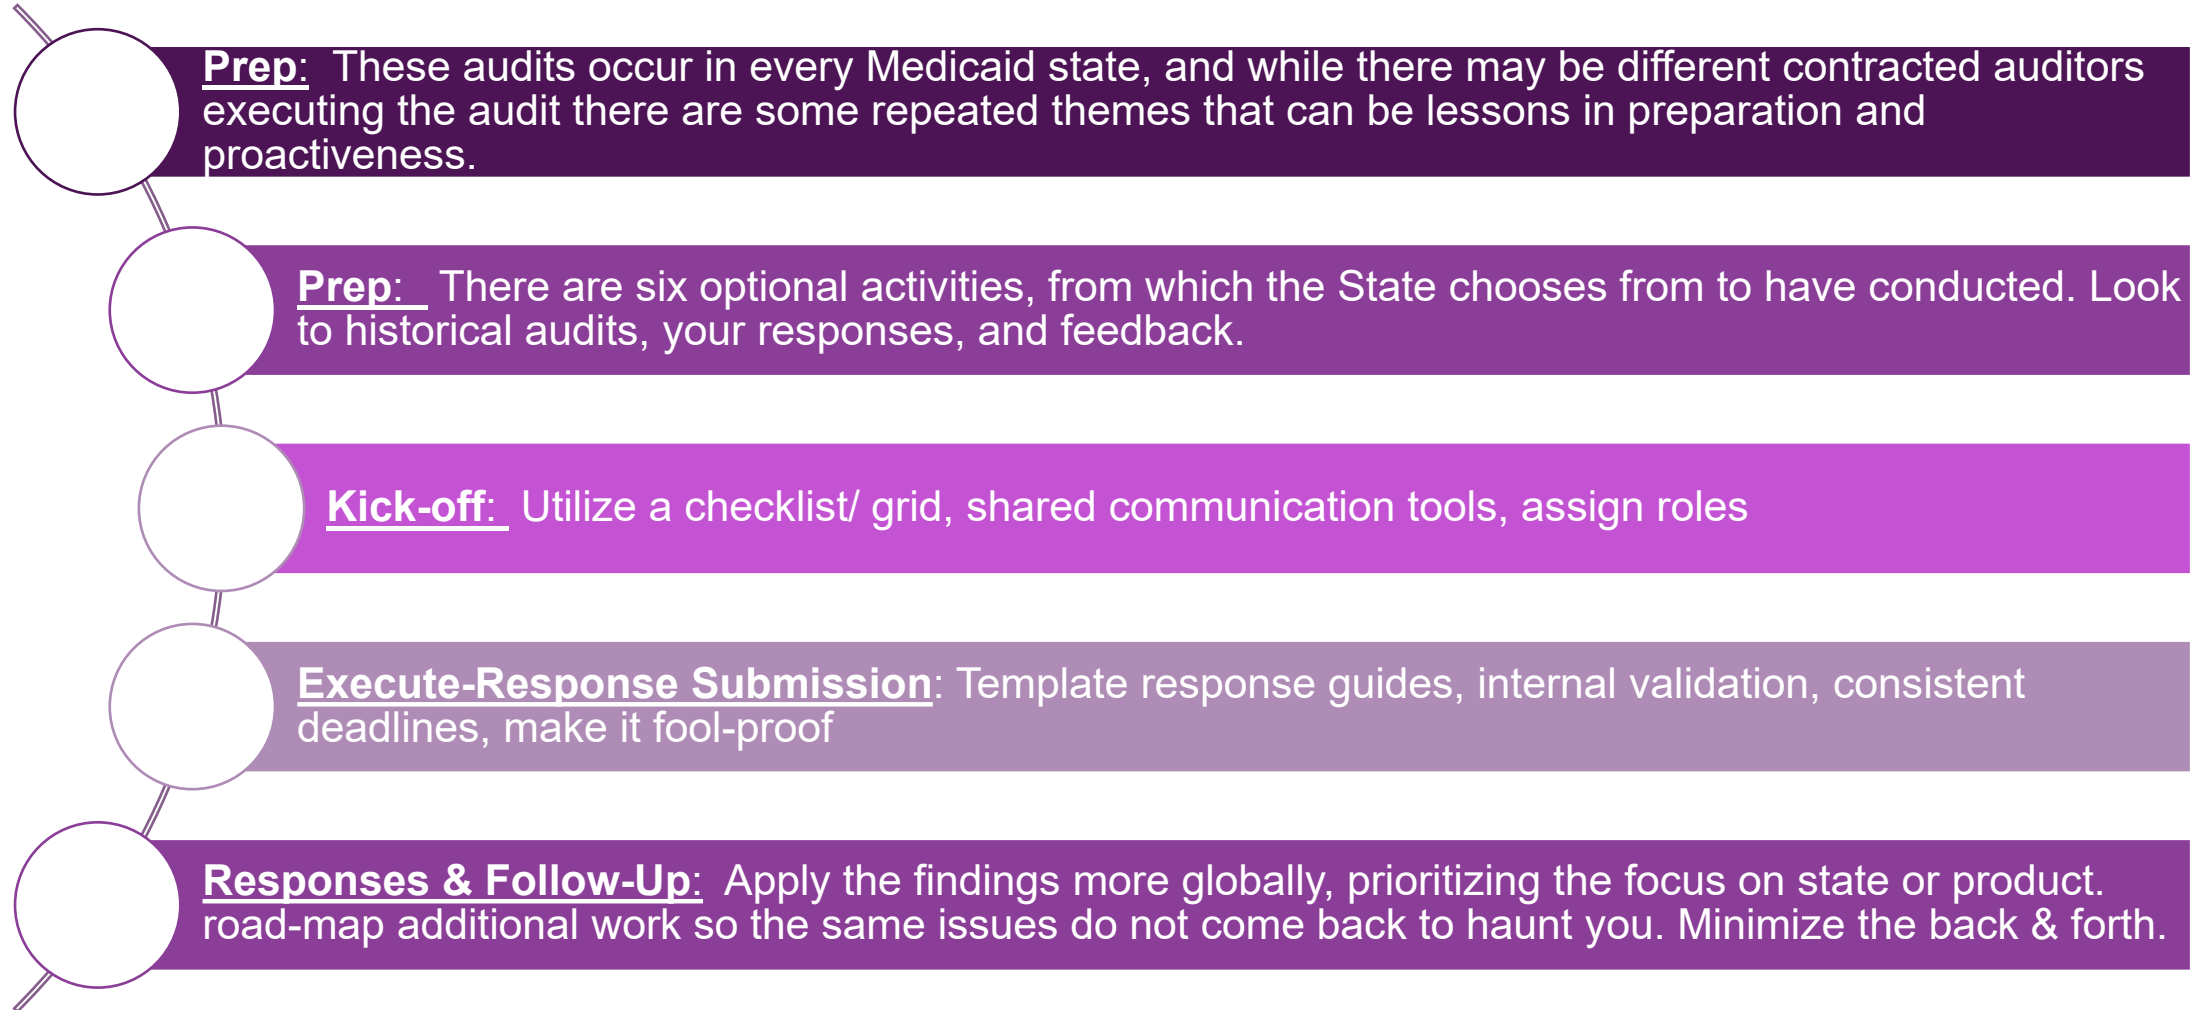 Prep: These audits occur in every Medicaid state, and while there may be different contracted auditors
executing the audit there are some repeated themes that can be lessons in preparation and
proactiveness.
Prep: There are six optional activities, from which the State chooses from to have conducted. Look
to historical audits, your responses, and feedback.
Kick-off: Utilize a checklist/ grid, shared communication tools, assign roles
Execute-Response Submission: Template response guides, internal validation, consistent
deadlines, make it fool-proof
Responses & Follow-Up: Apply the findings more globally, prioritizing the focus on state or product.
road-map additional work so the same issues do not come back to haunt you. Minimize the back & forth.